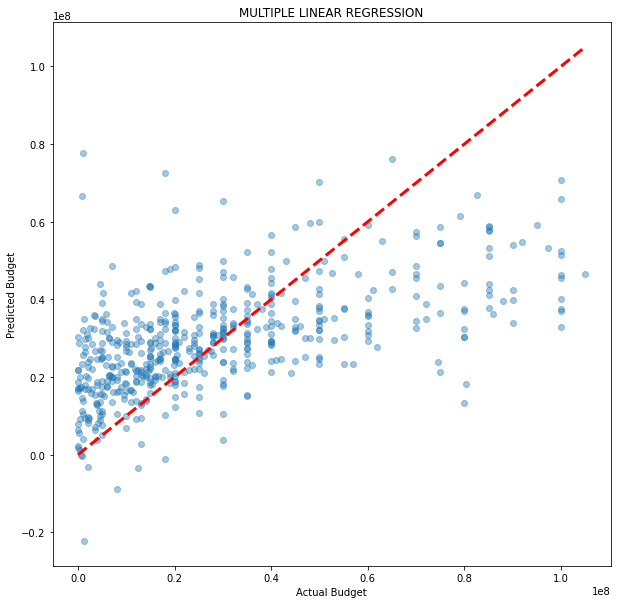 MULTIPLE LINEAR REGRESSION
1e8
1.0
0.8
0.6
0.4
0.2
0.0
−0.2
Predicted Budget
0.0 0.2 0.4 0.6 0.8 1.0
1e8
Actual Budget